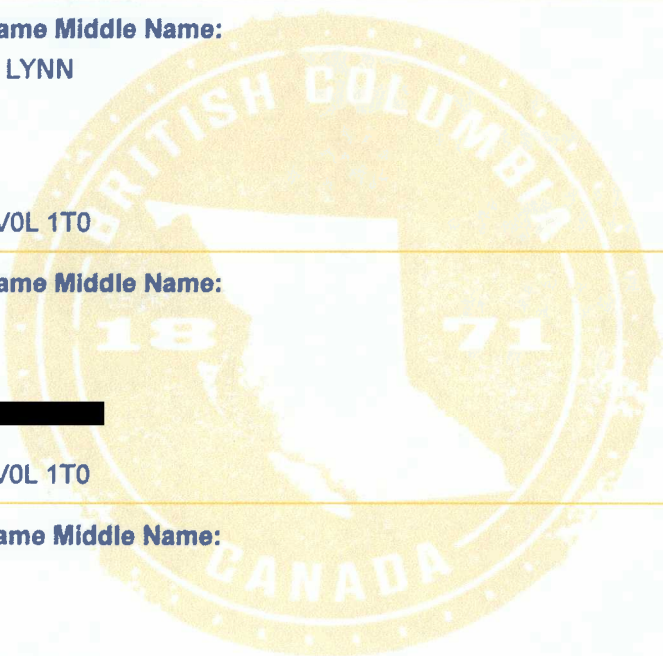 ame Middle Name:
LYNN
BRITISH COLUMBIA
V0L 1T0
ame Middle Name:
18 71
V0L 1T0
ame Middle Name:
CANADA